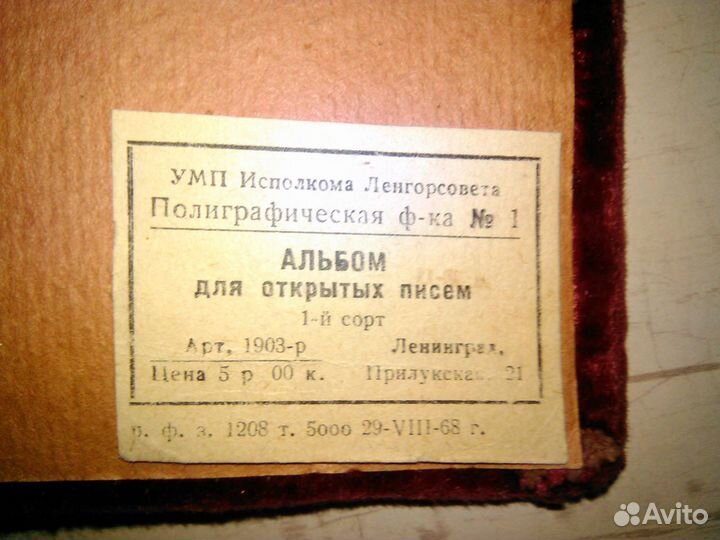 УМП Исполкома Ленгорсовета
Полиграфическая ф-ка № 1
АЛЬБОМ
для открытых писем
1-й сорт
Арт, 1903-р Ленинград,
Цена 5 р 00 к. Прилукская, 21
р. ф. з. 1208 т. 5000 29-VIII-68 г.
Avito